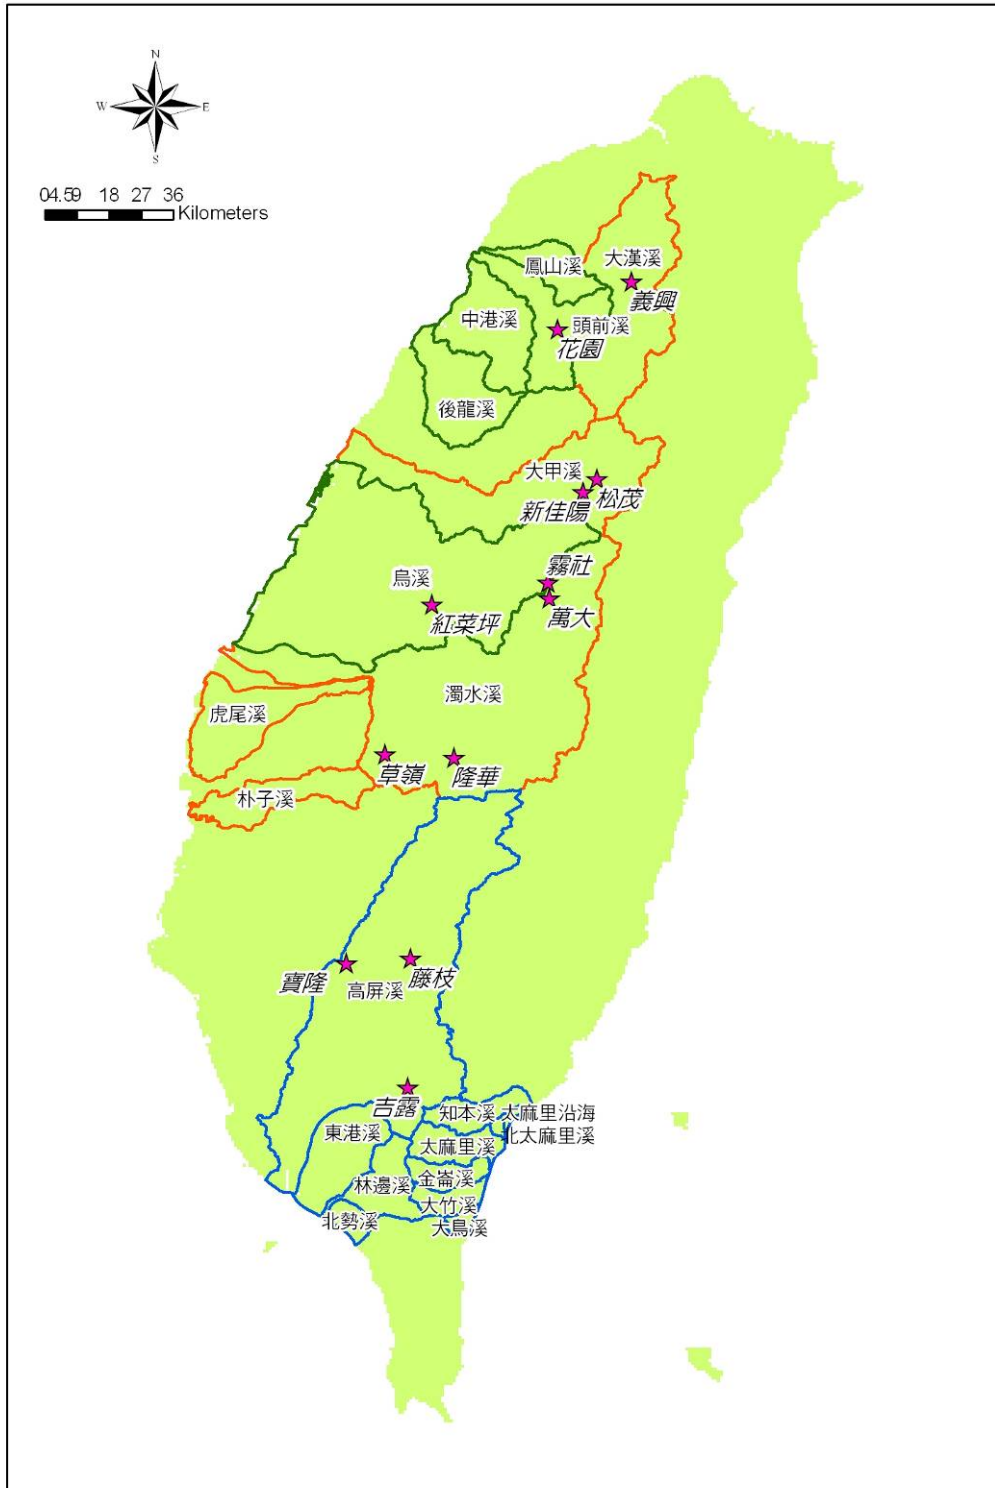 N
W E
S
04.59 18 27 36
Kilometers
大漢溪
鳳山溪
義興
中港溪
頭前溪
花園
後龍溪
大甲溪
松茂
新佳陽
霧社
烏溪
萬大
紅菜坪
濁水溪
虎尾溪
草嶺
隆華
朴子溪
藤枝
寶隆
高屏溪
吉露
知本溪
太麻里沿海
東港溪
北太麻里溪
太麻里溪
金崙溪
林邊溪
大竹溪
北勢溪
大鳥溪